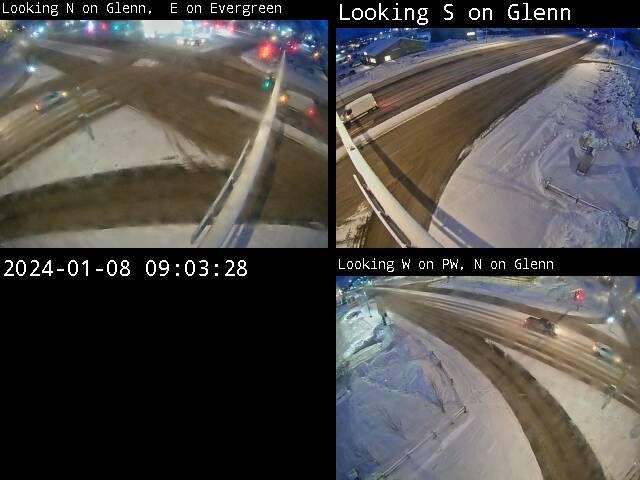 Looking N on Glenn, E on Evergreen
Looking S on Glenn
2024-01-08 09:03:28
Looking W on PW, N on Glenn